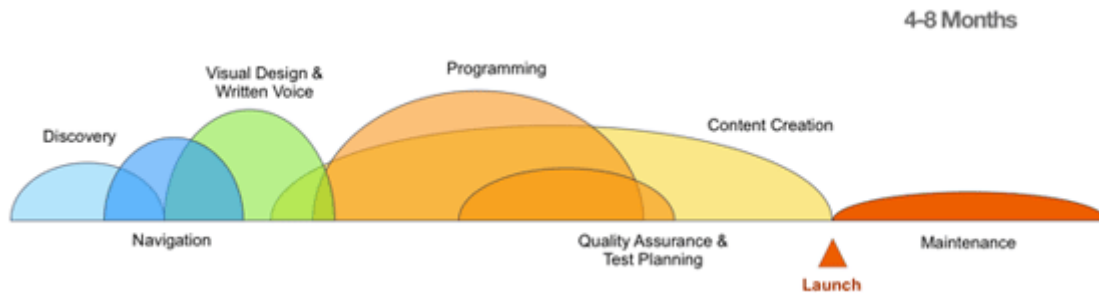 4-8 Months
Programming
Visual Design &
Written Voice
Content Creation
Discovery
Navigation
Quality Assurance &
Test Planning
Maintenance
Launch